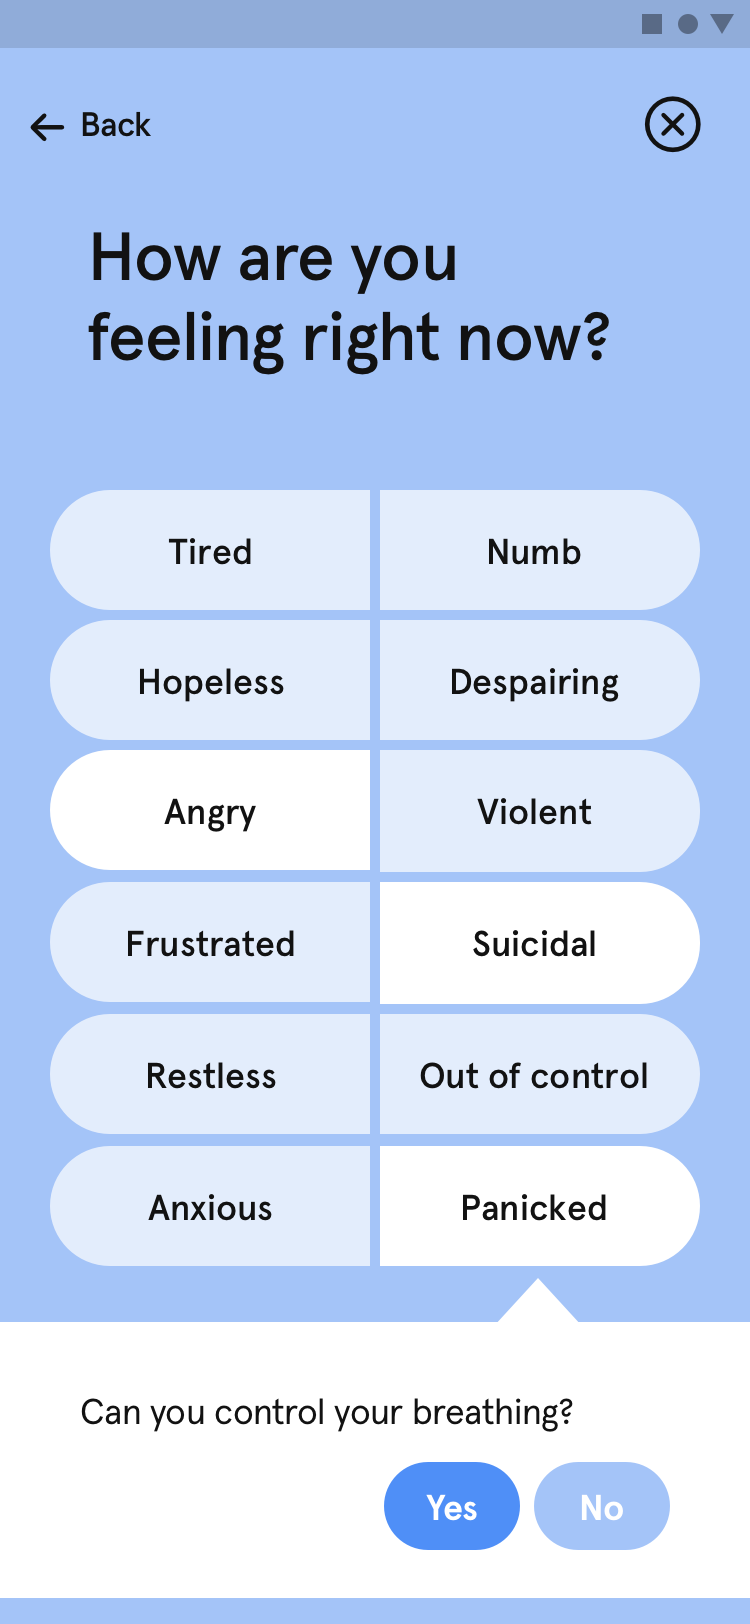 Back
How are you
feeling right now?
Tired
Numb
Hopeless
Despairing
Angry
Violent
Frustrated
Suicidal
Restless
Out of control
Anxious
Panicked
Can you control your breathing?
Yes
No